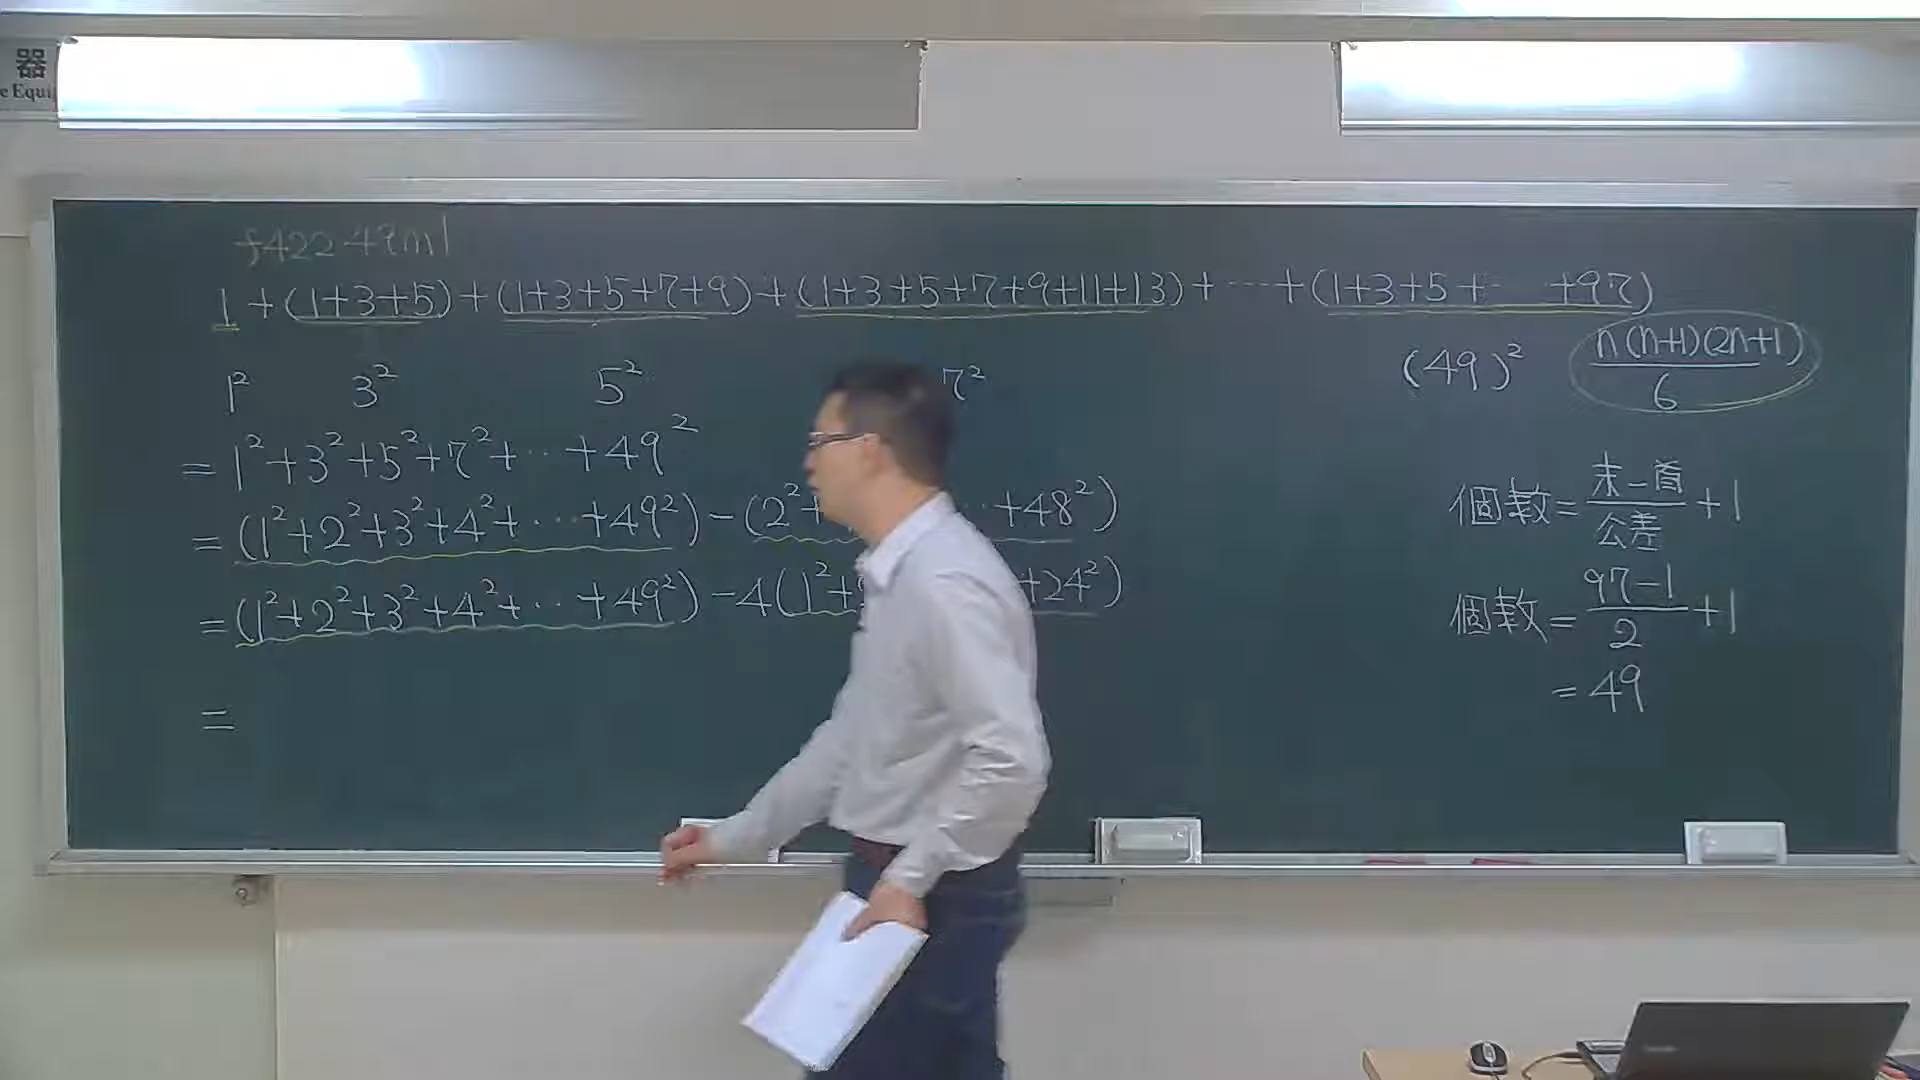 器
e Equi
f422 49m1
1 + (1+3+5) + (1+3+5+7+9) + (1+3+5+7+9+11+13) + ⋯ + (1+3+5+⋯+97)
1² 3² 5² 7² (49)² n(n+1)(2n+1)/6
= 1²+3²+5²+7²+⋯+49²
= (1²+2²+3²+4²+⋯+49²) - (2²+ ⋯+48²)
= (1²+2²+3²+4²+⋯+49²) - 4(1²+ +24²)
=
個數 = 末-首/公差 + 1
個數 = 97-1/2 + 1
= 49